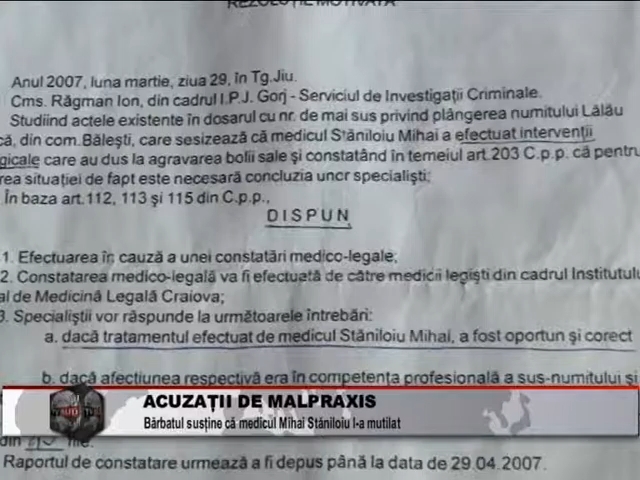 REZOLUȚIE MOTIVATĂ
Anul 2007, luna martie, ziua 29, în Tg.Jiu.
Cms. Răgman Ion, din cadrul I.P.J. Gorj - Serviciul de Investigații Criminale.
Studiind actele existente în dosarul cu nr. de mai sus privind plângerea numitului Lălău
că, din com.Bălești, care sesizează că medicul Stăniloiu Mihai a efectuat intervenții
gicale care au dus la agravarea bolii sale și constatând în temeiul art.203 C.p.p. că pentru
rea situației de fapt este necesară concluzia uncr specialști;
În baza art.112, 113 și 115 din C.p.p.,
DISPUN
1. Efectuarea în cauză a unei constatări medico-legale;
2. Constatarea medico-legală va fi efectuată de către medicii legiști din cadrul Institutulu
al de Medicină Legală Craiova;
3. Specialiștii vor răspunde la următoarele întrebări:
a. dacă tratamentul efectuat de medicul Stăniloiu Mihai, a fost oportun și corect
b. dacă afecțiunea respectivă era în competența profesională a sus-numitului și
ACUZAȚII DE MALPRAXIS
Bărbatul susține că medicul Mihai Stăniloiu l-a mutilat
din file.
Raportul de constatare urmează a fi depus până la data de 29.04.2007.